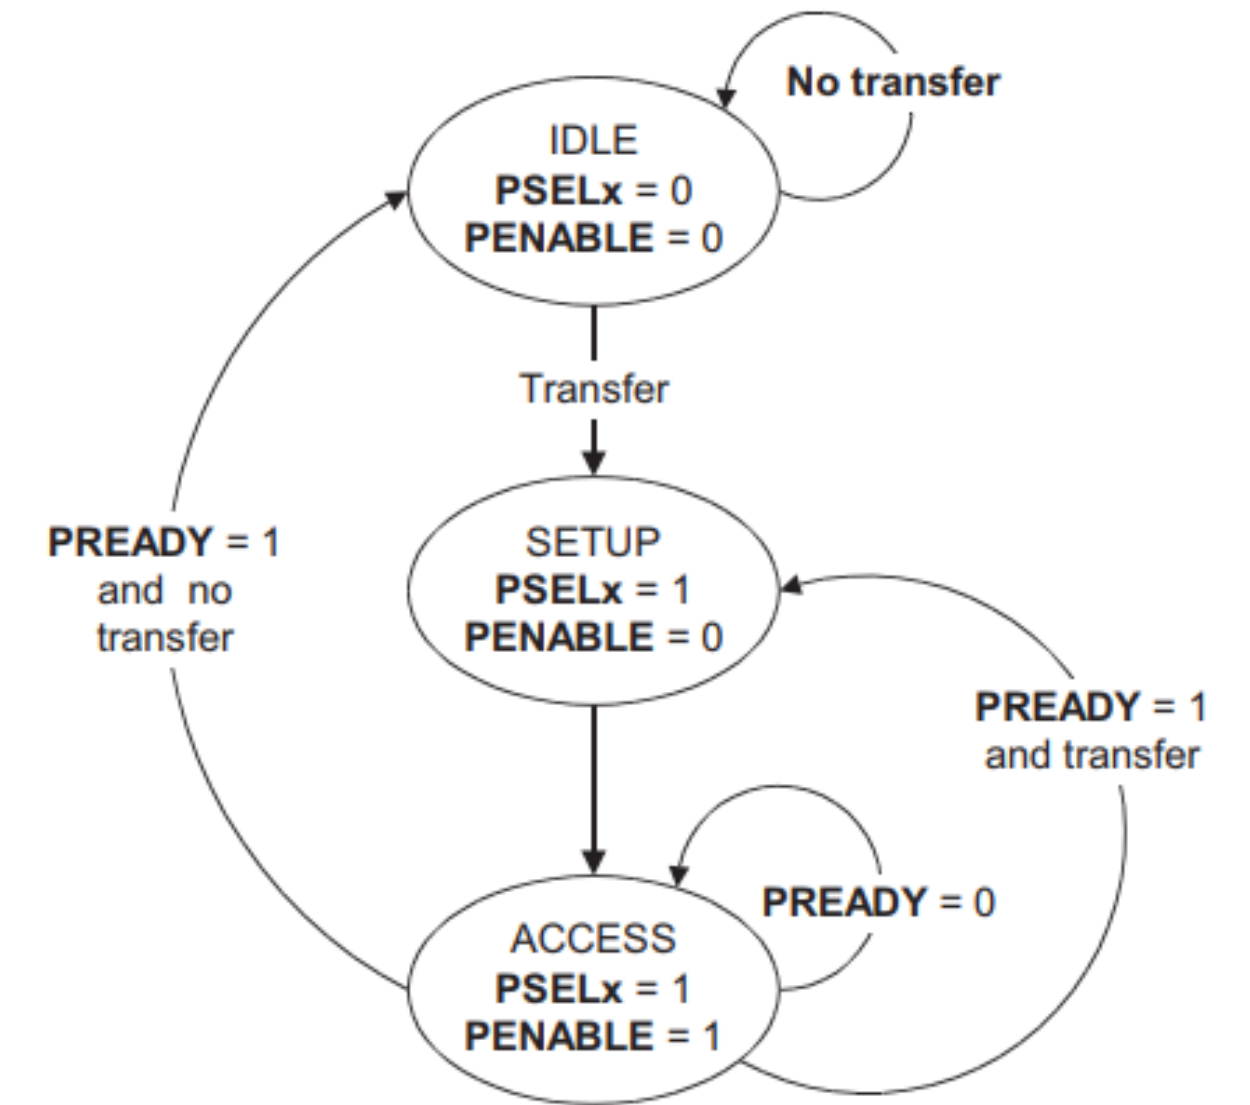 No transfer
IDLE
PSELx = 0
PENABLE = 0
Transfer
SETUP
PSELx = 1
PENABLE = 0
PREADY = 1
and no
transfer
PREADY = 1
and transfer
PREADY = 0
ACCESS
PSELx = 1
PENABLE = 1